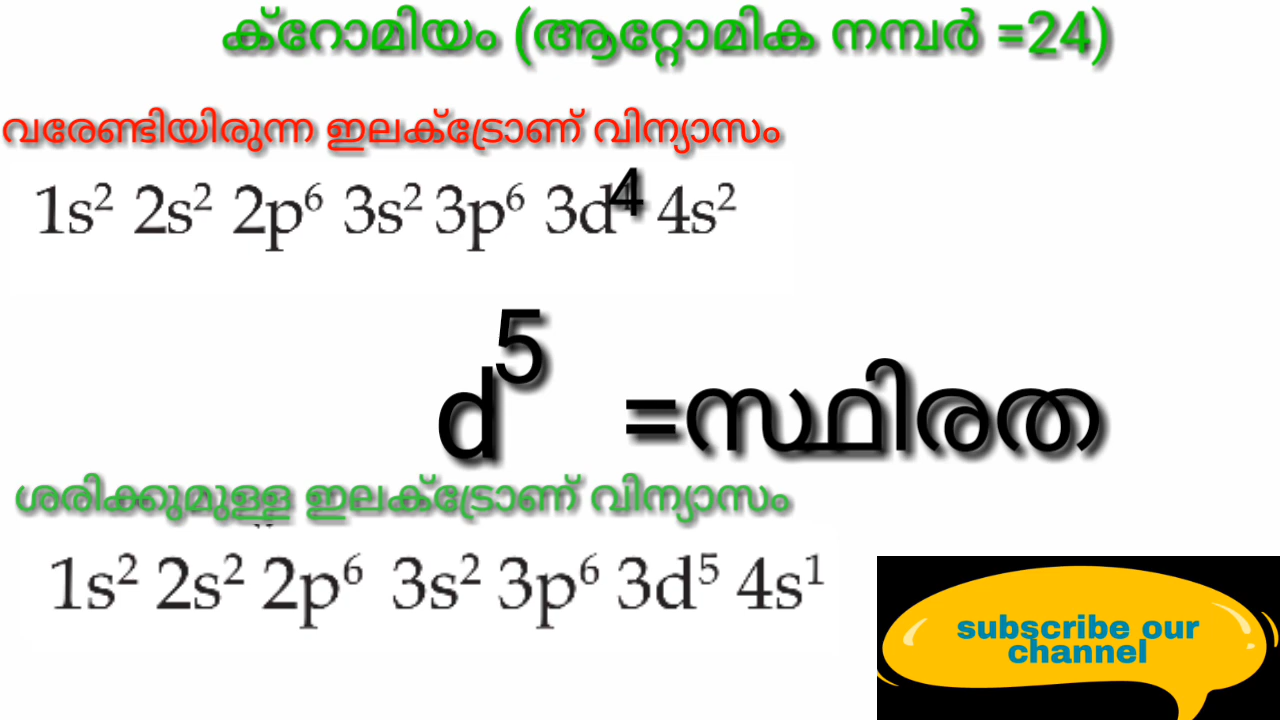 ക്റോമിയം (ആറ്റോമിക നമ്പർ =24)
വരേണ്ടിയിരുന്ന ഇലക്ട്രോണ് വിന്യാസം
1s² 2s² 2p⁶ 3s² 3p⁶ 3d⁴ 4s²
d⁵ =സ്ഥിരത
ശരിക്കുമുള്ള ഇലക്ട്രോണ് വിന്യാസം
1s² 2s² 2p⁶ 3s² 3p⁶ 3d⁵ 4s¹
subscribe our
channel